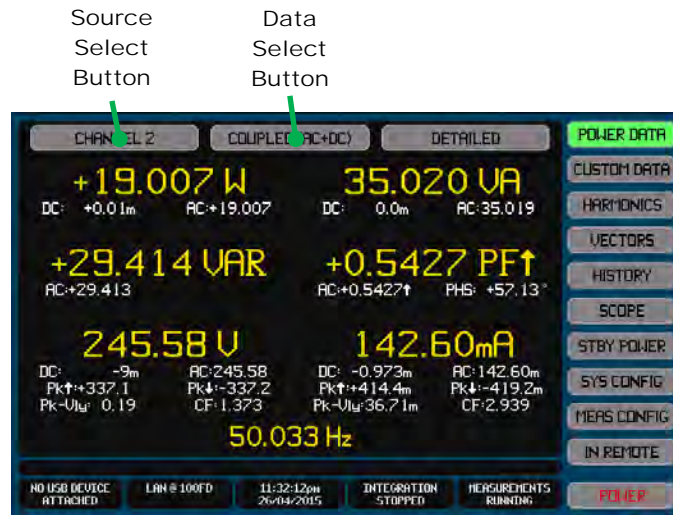 Source
Select
Button
Data
Select
Button
CHANNEL 2
COUPLED(AC+DC)
DETAILED
POWER DATA
CUSTOM DATA
HARMONICS
VECTORS
HISTORY
SCOPE
STBY POWER
SYS CONFIG
MEAS CONFIG
IN REMOTE
POWER
+19.007 W
DC: +0.01m AC:+19.007
35.020 VA
DC: 0.0m AC:35.019
+29.414 VAR
AC:+29.413
+0.5427 PF↑
AC:+0.5427↑ PHS: +57.13°
245.58 V
DC: -9m AC:245.58
Pk↑:+337.1 Pk↓:-337.2
Pk-Vly: 0.19 CF:1.373
142.60mA
DC: -0.973m AC:142.60m
Pk↑:+414.4m Pk↓:-419.2m
Pk-Vly:36.71m CF:2.939
50.033 Hz
NO USB DEVICE
ATTACHED
LAN @ 100FD
11:32:12pm
26/04/2015
INTEGRATION
STOPPED
MEASUREMENTS
RUNNING